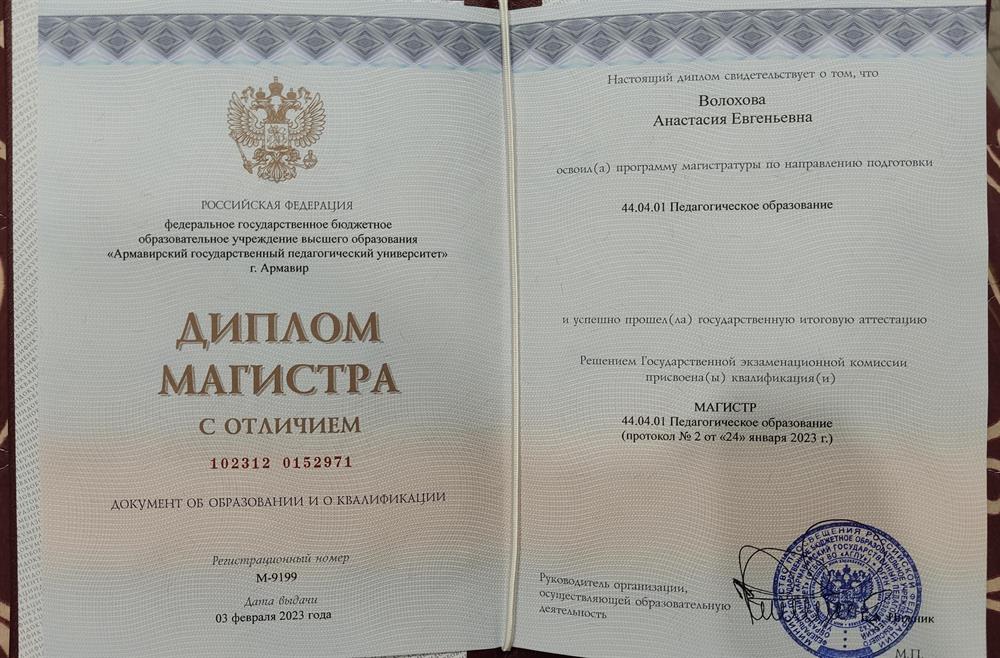 РОССИЙСКАЯ ФЕДЕРАЦИЯ
федеральное государственное бюджетное
образовательное учреждение высшего образования
«Армавирский государственный педагогический университет»
г. Армавир
ДИПЛОМ
МАГИСТРА
С ОТЛИЧИЕМ
102312 0152971
ДОКУМЕНТ ОБ ОБРАЗОВАНИИ И О КВАЛИФИКАЦИИ
Регистрационный номер
М-9199
Дата выдачи
03 февраля 2023 года
Настоящий диплом свидетельствует о том, что
Волохова
Анастасия Евгеньевна
освоил(а) программу магистратуры по направлению подготовки
44.04.01 Педагогическое образование
и успешно прошел(ла) государственную итоговую аттестацию
Решением Государственной экзаменационной комиссии
присвоена(ы) квалификация(и)
МАГИСТР
44.04.01 Педагогическое образование
(протокол № 2 от «24» января 2023 г.)
Руководитель организации,
осуществляющей образовательную
деятельность
М.П.